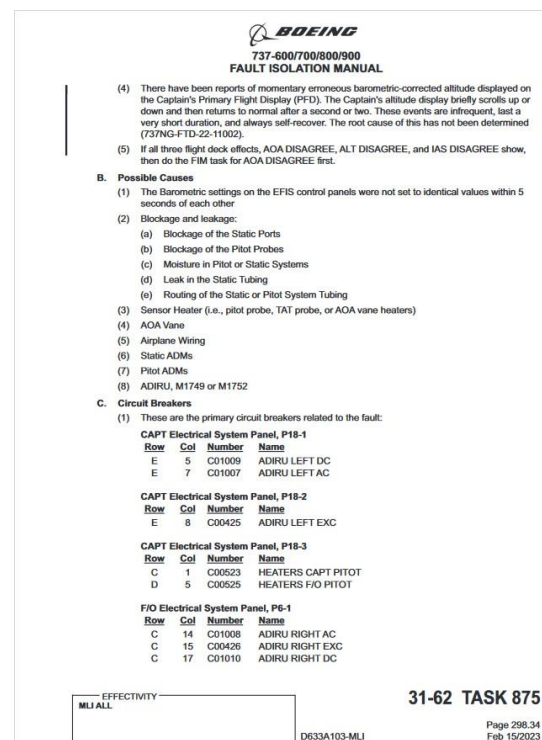 BOEING
737-600/700/800/900
FAULT ISOLATION MANUAL
(4) There have been reports of momentary erroneous barometric-corrected altitude displayed on
the Captain's Primary Flight Display (PFD). The Captain's altitude display briefly scrolls up or
down and then returns to normal after a second or two. These events are infrequent, last a
very short duration, and always self-recover. The root cause of this has not been determined
(737NG-FTD-22-11002).
(5) If all three flight deck effects, AOA DISAGREE, ALT DISAGREE, and IAS DISAGREE show,
then do the FIM task for AOA DISAGREE first.
B. Possible Causes
(1) The Barometric settings on the EFIS control panels were not set to identical values within 5
seconds of each other
(2) Blockage and leakage:
(a) Blockage of the Static Ports
(b) Blockage of the Pitot Probes
(c) Moisture in Pitot or Static Systems
(d) Leak in the Static Tubing
(e) Routing of the Static or Pitot System Tubing
(3) Sensor Heater (i.e., pitot probe, TAT probe, or AOA vane heaters)
(4) AOA Vane
(5) Airplane Wiring
(6) Static ADMs
(7) Pitot ADMs
(8) ADIRU, M1749 or M1752
C. Circuit Breakers
(1) These are the primary circuit breakers related to the fault:
CAPT Electrical System Panel, P18-1
Row Col Number Name
E 5 C01009 ADIRU LEFT DC
E 7 C01007 ADIRU LEFT AC
CAPT Electrical System Panel, P18-2
Row Col Number Name
E 8 C00425 ADIRU LEFT EXC
CAPT Electrical System Panel, P18-3
Row Col Number Name
C 1 C00523 HEATERS CAPT PITOT
D 5 C00525 HEATERS F/O PITOT
F/O Electrical System Panel, P6-1
Row Col Number Name
C 14 C01008 ADIRU RIGHT AC
C 15 C00426 ADIRU RIGHT EXC
C 17 C01010 ADIRU RIGHT DC
EFFECTIVITY
MLI ALL
31-62 TASK 875
Page 298.34
D633A103-MLI Feb 15/2023